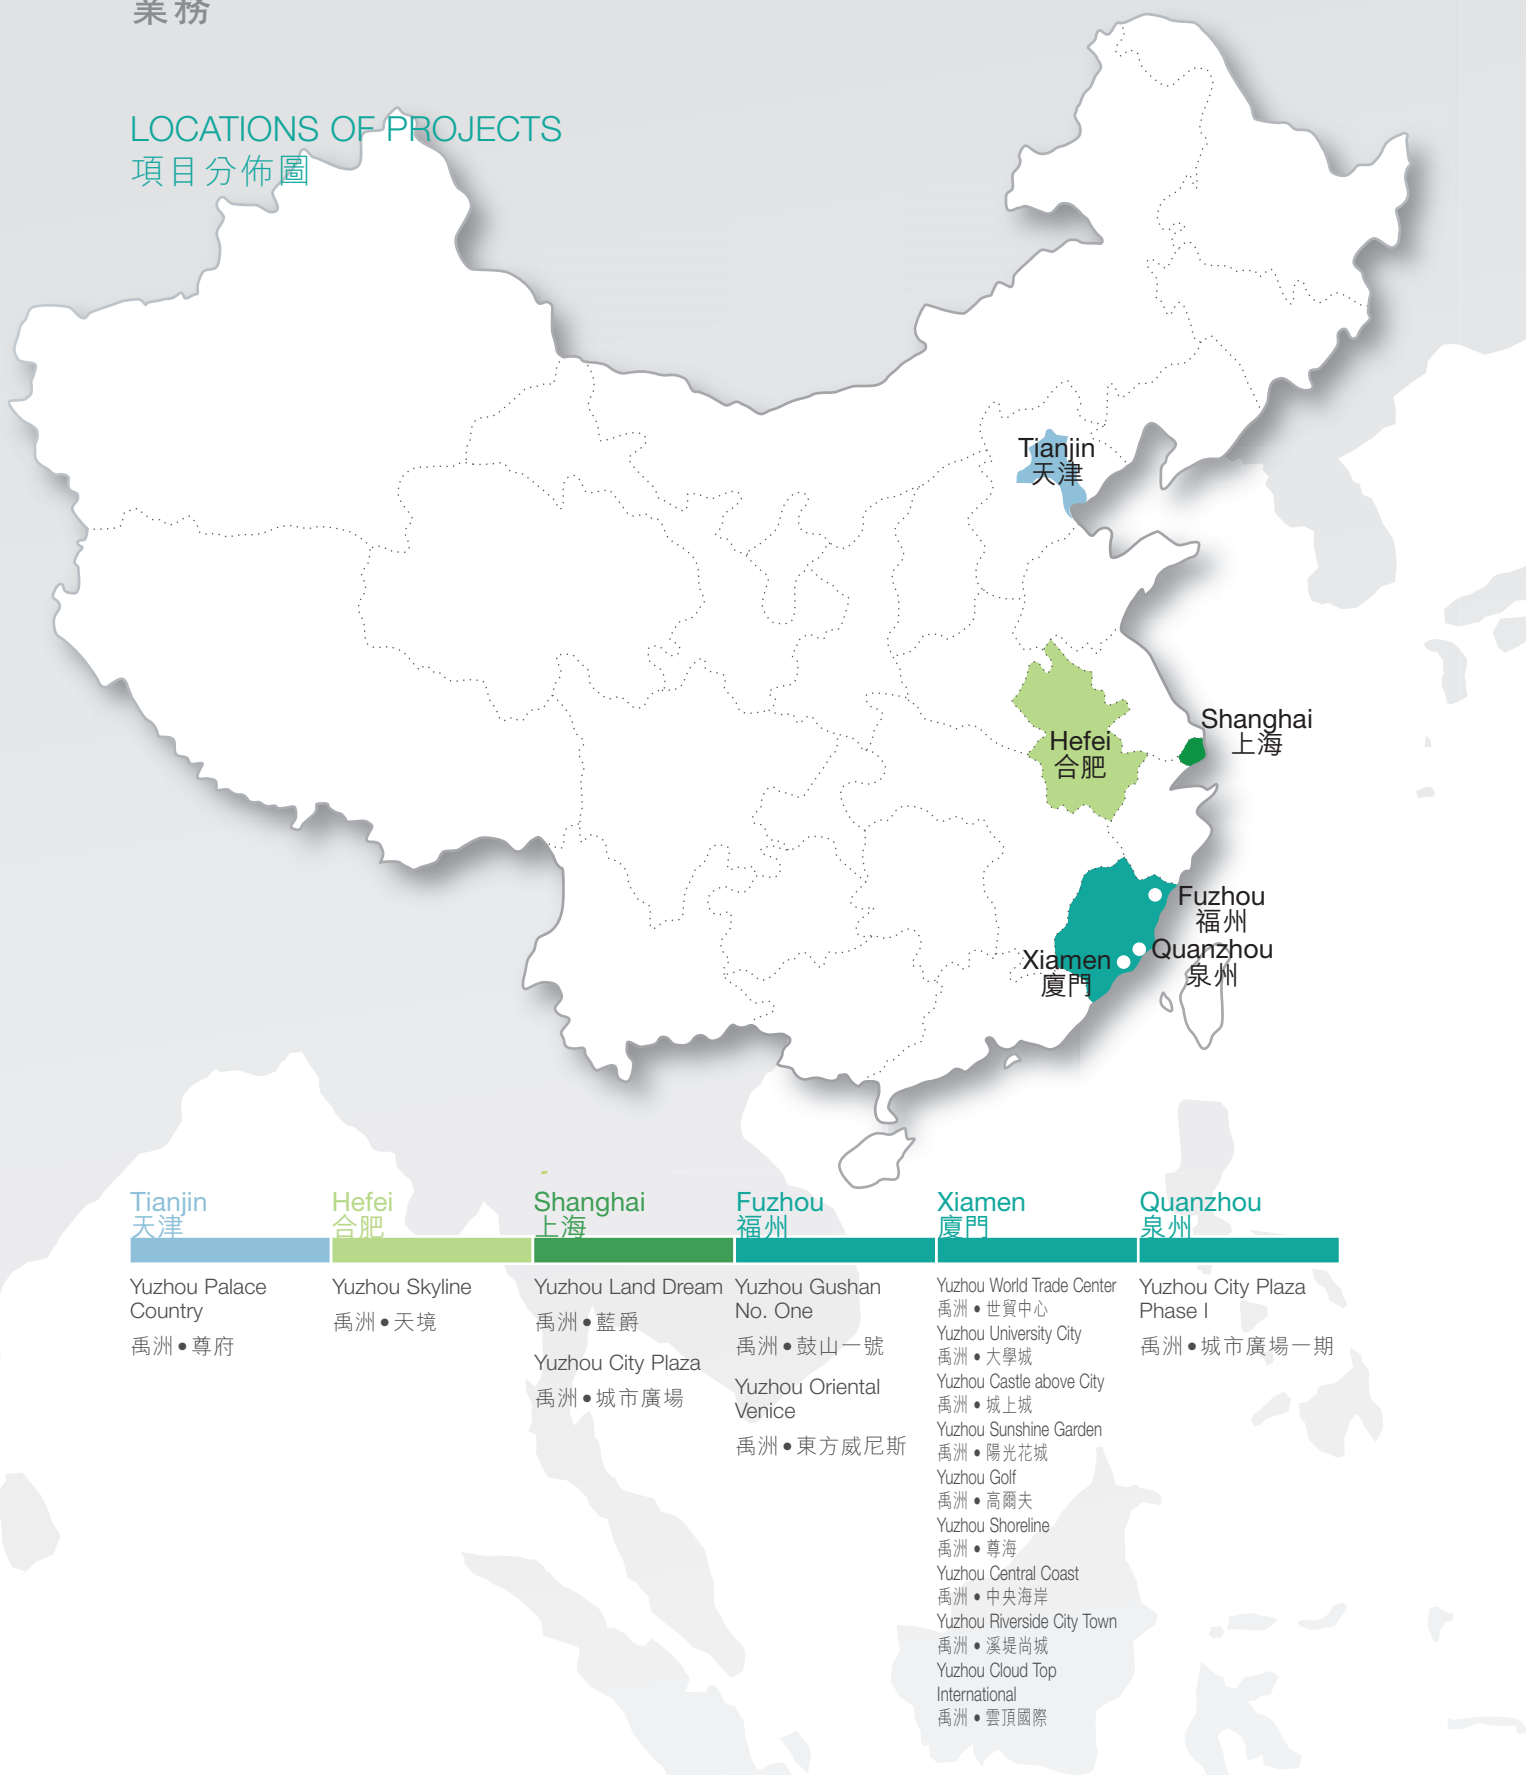 業務
LOCATIONS OF PROJECTS
項目分佈圖
Tianjin
天津
Shanghai
上海
Hefei
合肥
Fuzhou
福州
Quanzhou
泉州
Xiamen
廈門
Tianjin
天津
Yuzhou Palace
Country
禹洲•尊府
Hefei
合肥
Yuzhou Skyline
禹洲•天境
Shanghai
上海
Yuzhou Land Dream
禹洲•藍爵
Yuzhou City Plaza
禹洲•城市廣場
Fuzhou
福州
Yuzhou Gushan
No. One
禹洲•鼓山一號
Yuzhou Oriental
Venice
禹洲•東方威尼斯
Xiamen
廈門
Yuzhou World Trade Center
禹洲•世貿中心
Yuzhou University City
禹洲•大學城
Yuzhou Castle above City
禹洲•城上城
Yuzhou Sunshine Garden
禹洲•陽光花城
Yuzhou Golf
禹洲•高爾夫
Yuzhou Shoreline
禹洲•尊海
Yuzhou Central Coast
禹洲•中央海岸
Yuzhou Riverside City Town
禹洲•溪堤尚城
Yuzhou Cloud Top
International
禹洲•雲頂國際
Quanzhou
泉州
Yuzhou City Plaza
Phase I
禹洲•城市廣場一期